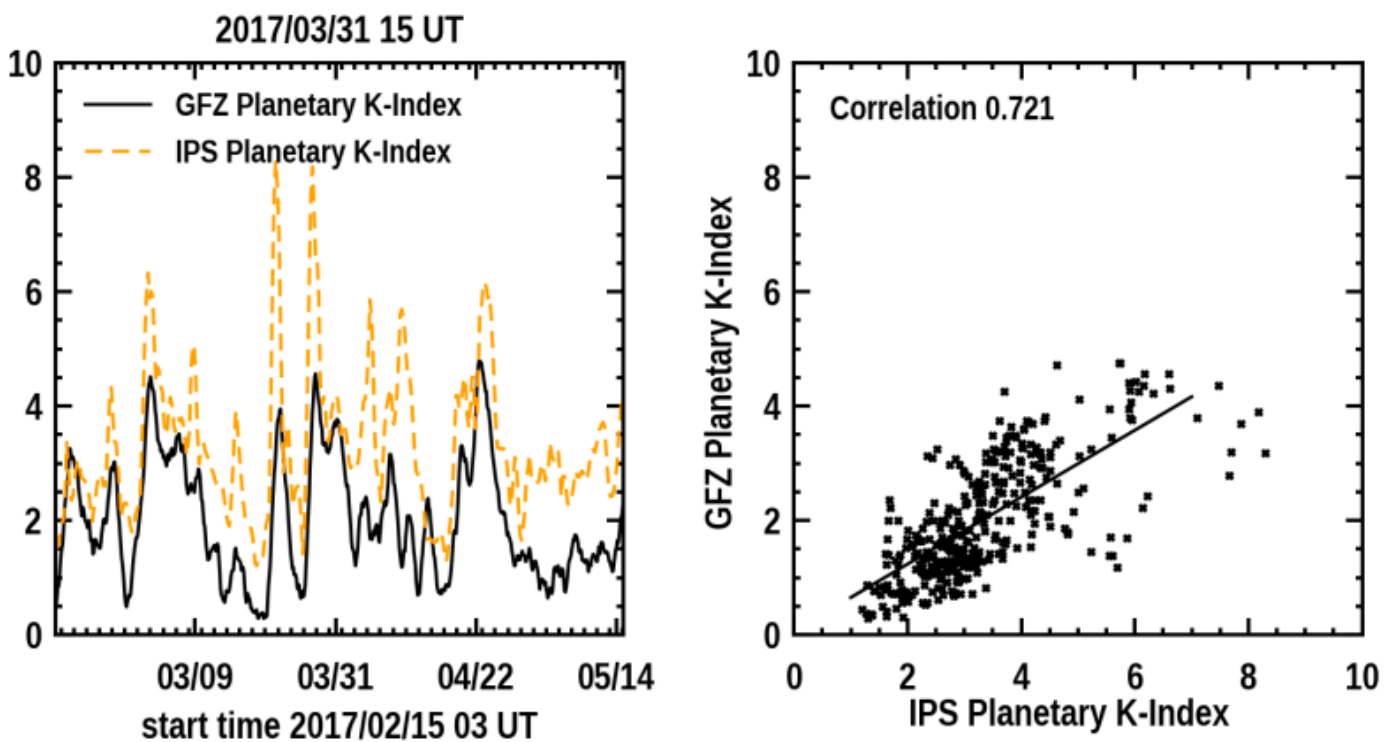 2017/03/31 15 UT
10
8
6
4
2
0
GFZ Planetary K-Index
IPS Planetary K-Index
03/09 03/31 04/22 05/14
start time 2017/02/15 03 UT
10
8
6
4
2
0
GFZ Planetary K-Index
Correlation 0.721
0 2 4 6 8 10
IPS Planetary K-Index